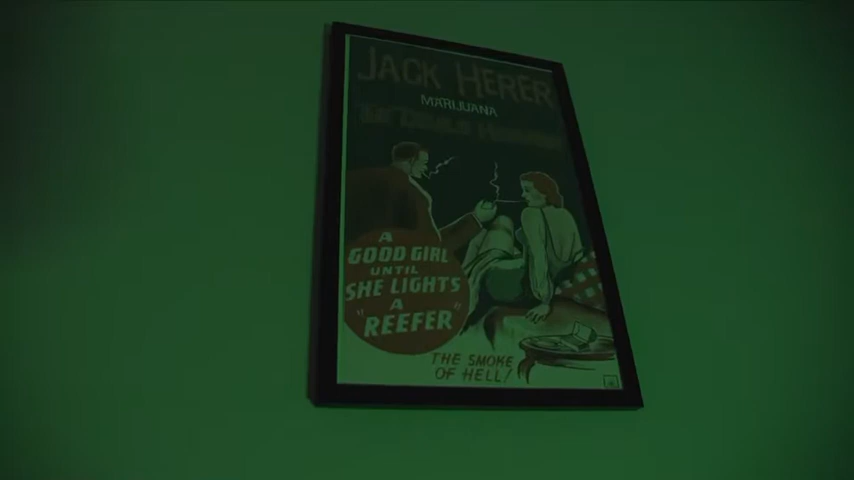 JACK HERER
MARIJUANA
A
GOOD GIRL
UNTIL
SHE LIGHTS
A
"REEFER"
THE SMOKE
OF HELL!